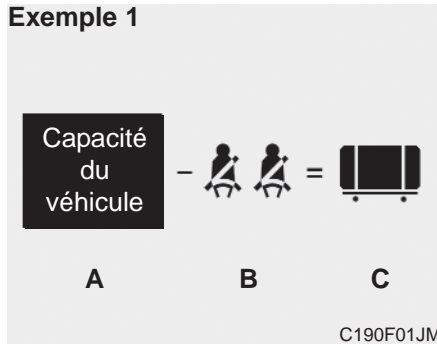 Exemple 1
Capacité
du
véhicule
– =
A B C
C190F01JM